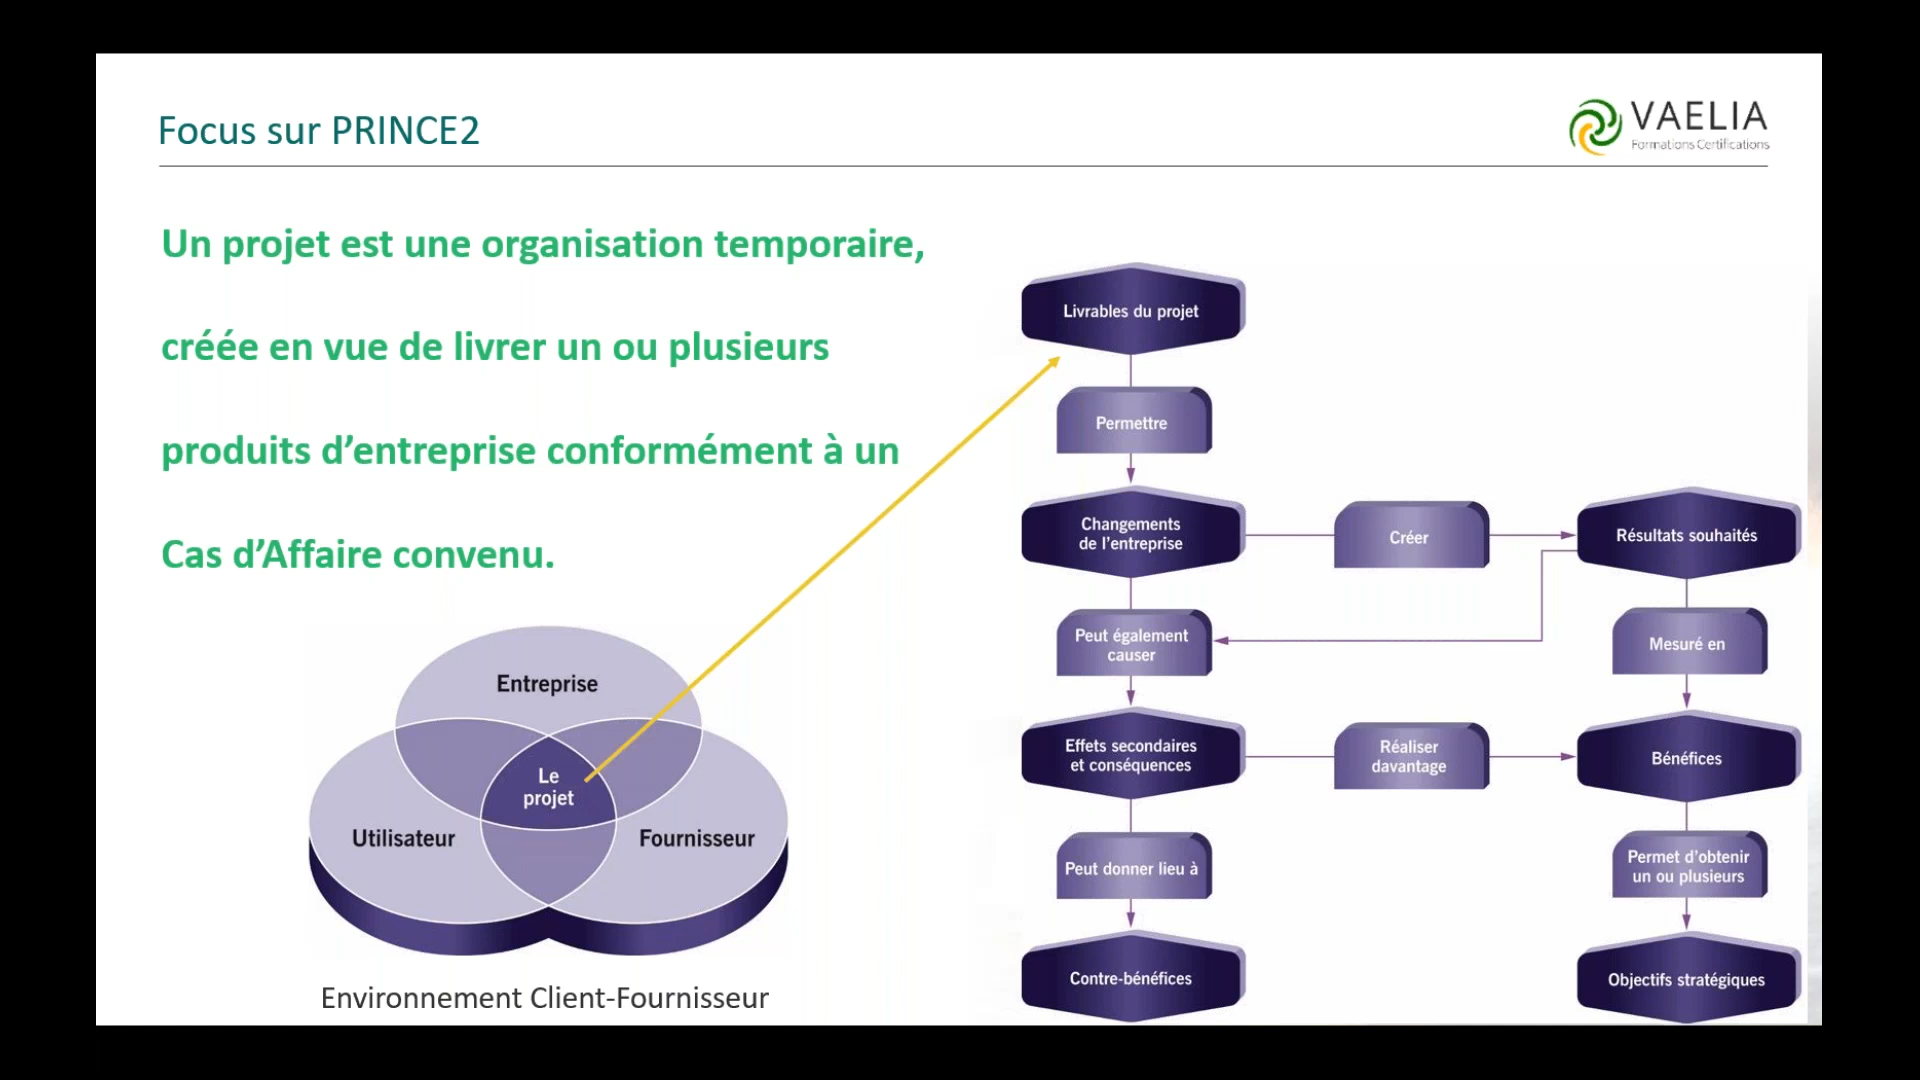 Focus sur PRINCE2
VAELIA
Formations Certifications
Un projet est une organisation temporaire,
créée en vue de livrer un ou plusieurs
produits d’entreprise conformément à un
Cas d’Affaire convenu.
Entreprise
Le
projet
Utilisateur
Fournisseur
Environnement Client-Fournisseur
Livrables du projet
Permettre
Changements
de l’entreprise
Créer
Résultats souhaités
Peut également
causer
Mesuré en
Effets secondaires
et conséquences
Réaliser
davantage
Bénéfices
Peut donner lieu à
Permet d’obtenir
un ou plusieurs
Contre-bénéfices
Objectifs stratégiques